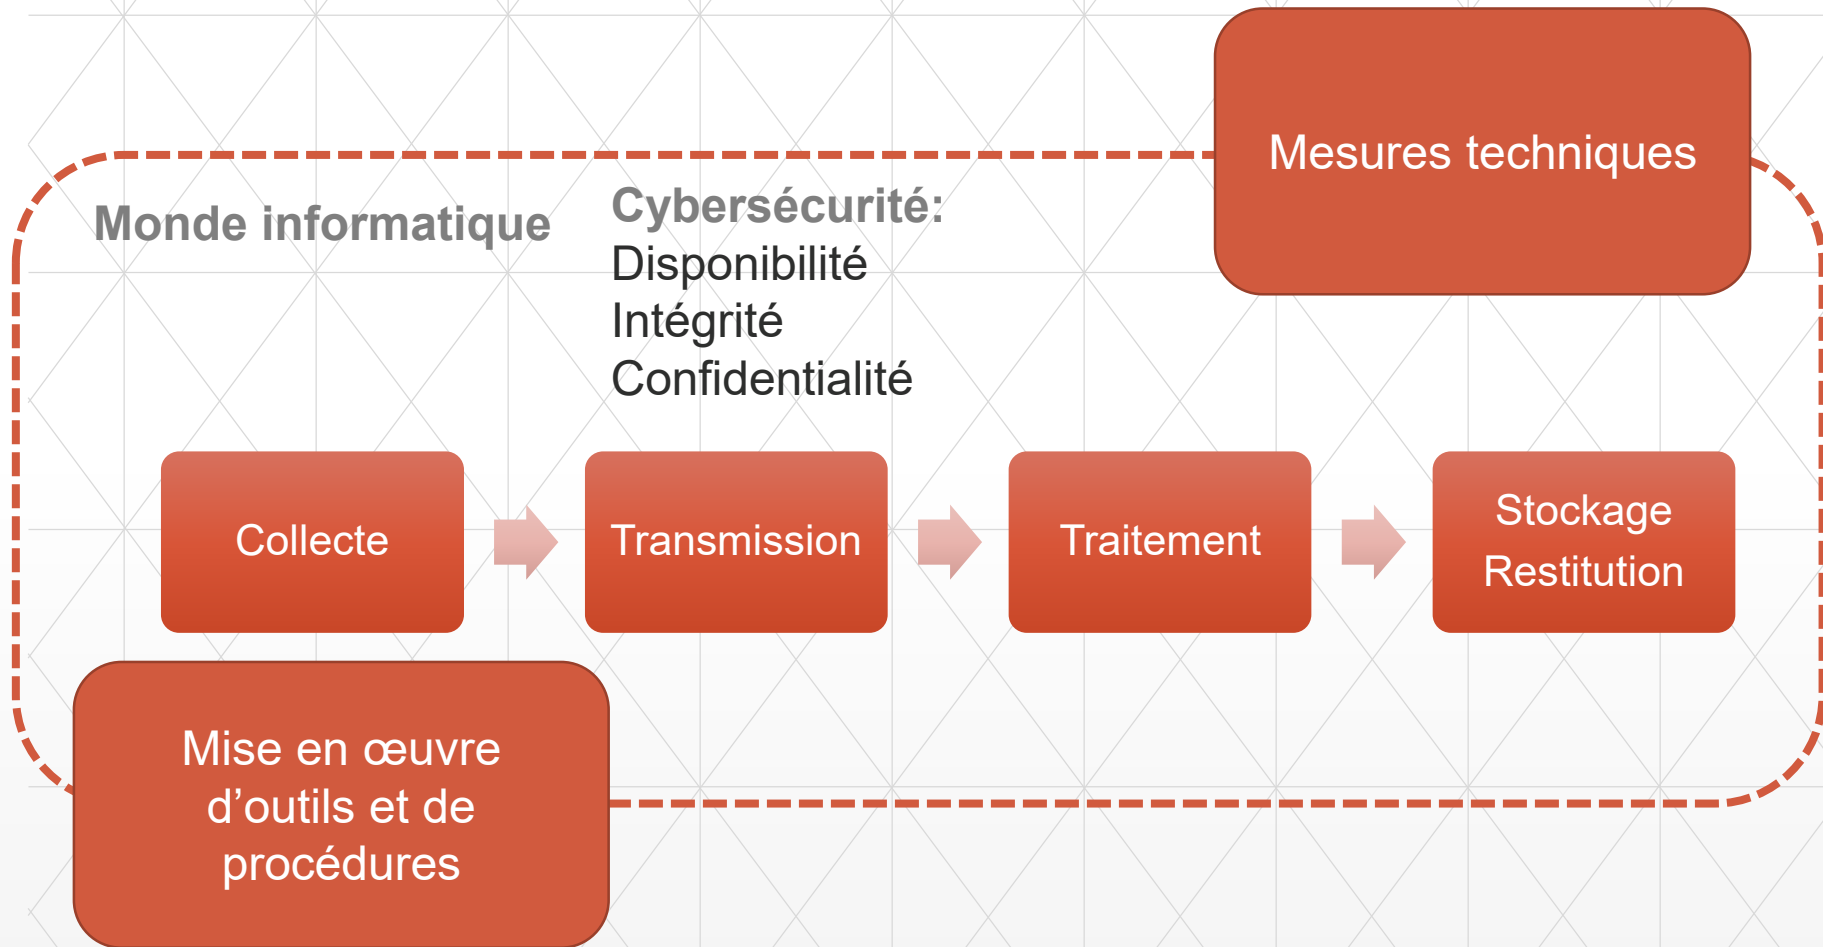 Mesures techniques
Monde informatique
Cybersécurité:
Disponibilité
Intégrité
Confidentialité
Collecte
Transmission
Traitement
Stockage
Restitution
Mise en œuvre
d’outils et de
procédures